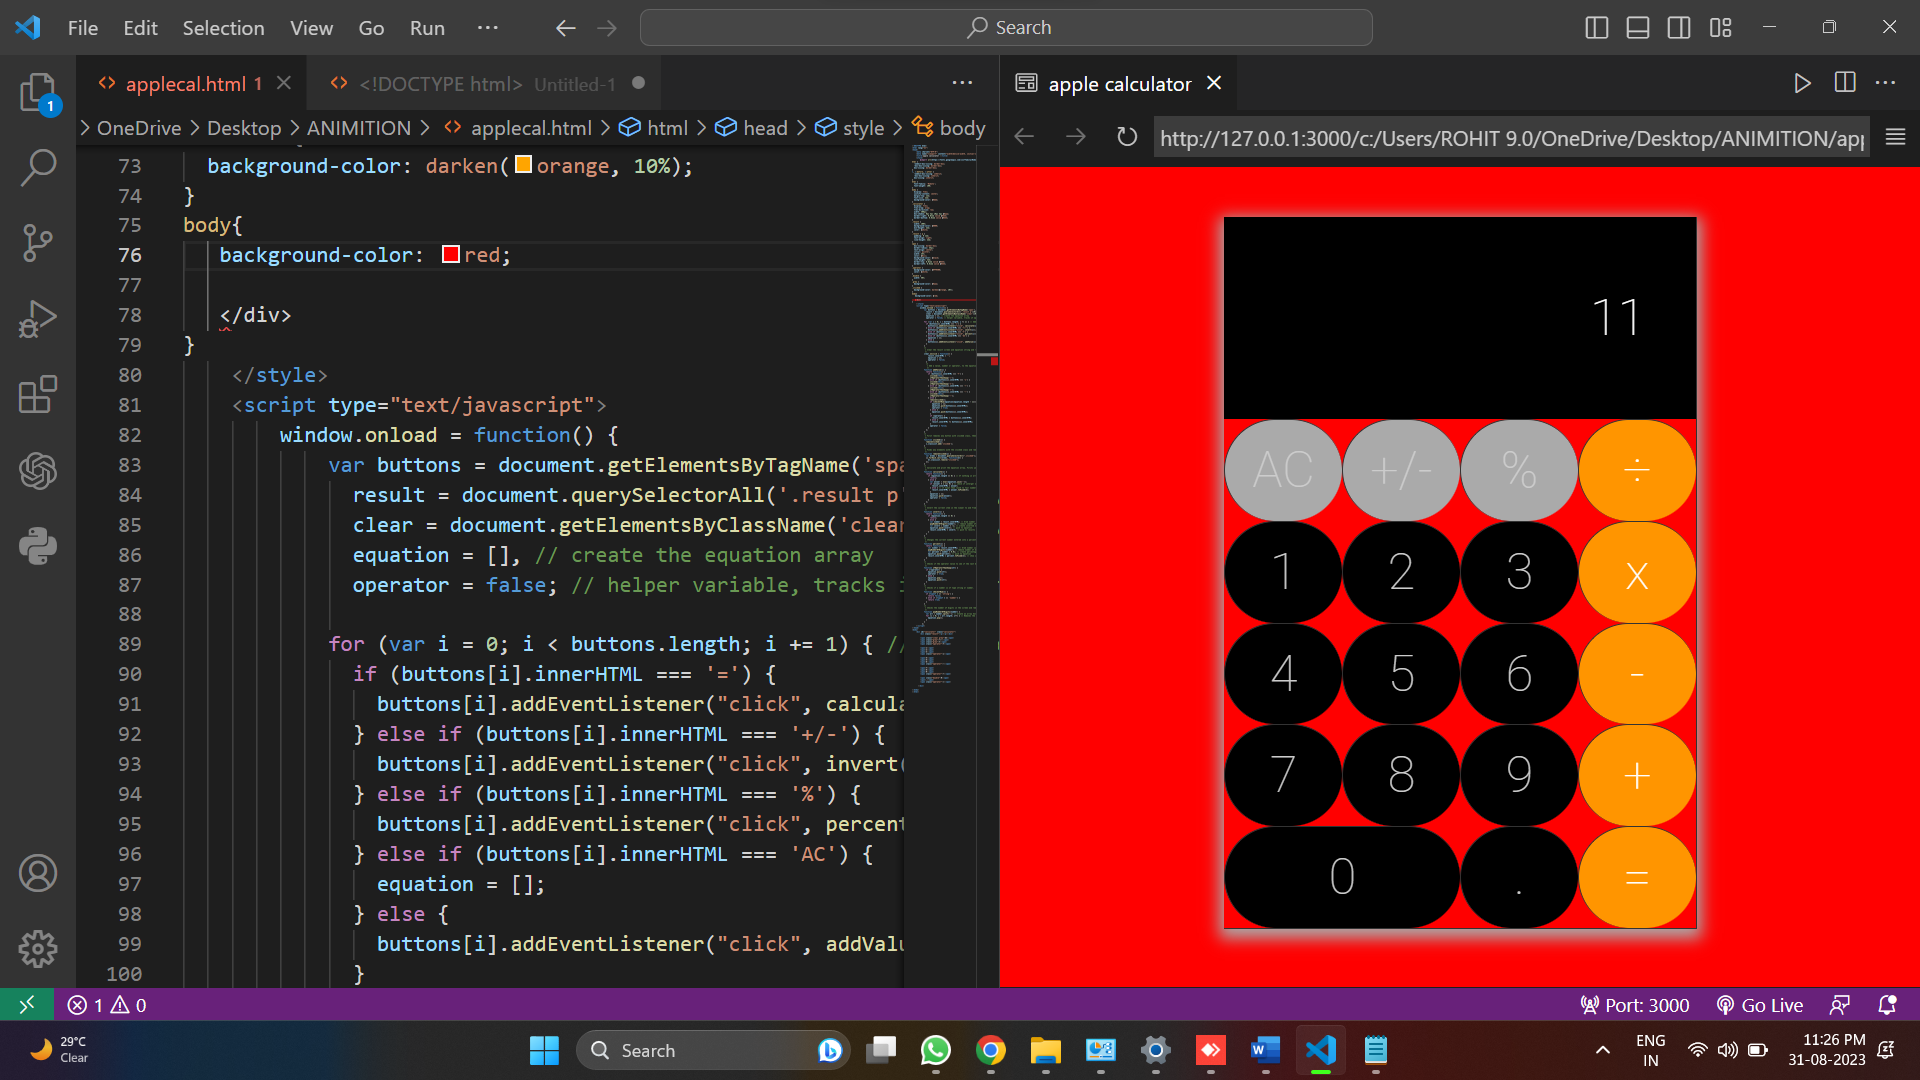 File Edit Selection View Go Run ··· Search
1
applecal.html 1
<!DOCTYPE html> Untitled-1
apple calculator
OneDrive > Desktop > ANIMITION > applecal.html > html > head > style > body
http://127.0.0.1:3000/c:/Users/ROHIT 9.0/OneDrive/Desktop/ANIMITION/app
73 background-color: darken(orange, 10%);
74 }
75 body{
76 background-color: red;
77
78 </div>
79 }
80 </style>
81 <script type="text/javascript">
82 window.onload = function() {
83 var buttons = document.getElementsByTagName('spa
84 result = document.querySelectorAll('.result p'
85 clear = document.getElementsByClassName('clear
86 equation = [], // create the equation array
87 operator = false; // helper variable, tracks i
88
89 for (var i = 0; i < buttons.length; i += 1) { //
90 if (buttons[i].innerHTML === '=') {
91 buttons[i].addEventListener("click", calcula
92 } else if (buttons[i].innerHTML === '+/-') {
93 buttons[i].addEventListener("click", invert(
94 } else if (buttons[i].innerHTML === '%') {
95 buttons[i].addEventListener("click", percent
96 } else if (buttons[i].innerHTML === 'AC') {
97 equation = [];
98 } else {
99 buttons[i].addEventListener("click", addValu
100 }
11
AC +/- % ÷
1 2 3 x
4 5 6 -
7 8 9 +
0 . =
1 0
Port: 3000 Go Live
29°C
Clear
Search
ENG
IN
11:26 PM
31-08-2023